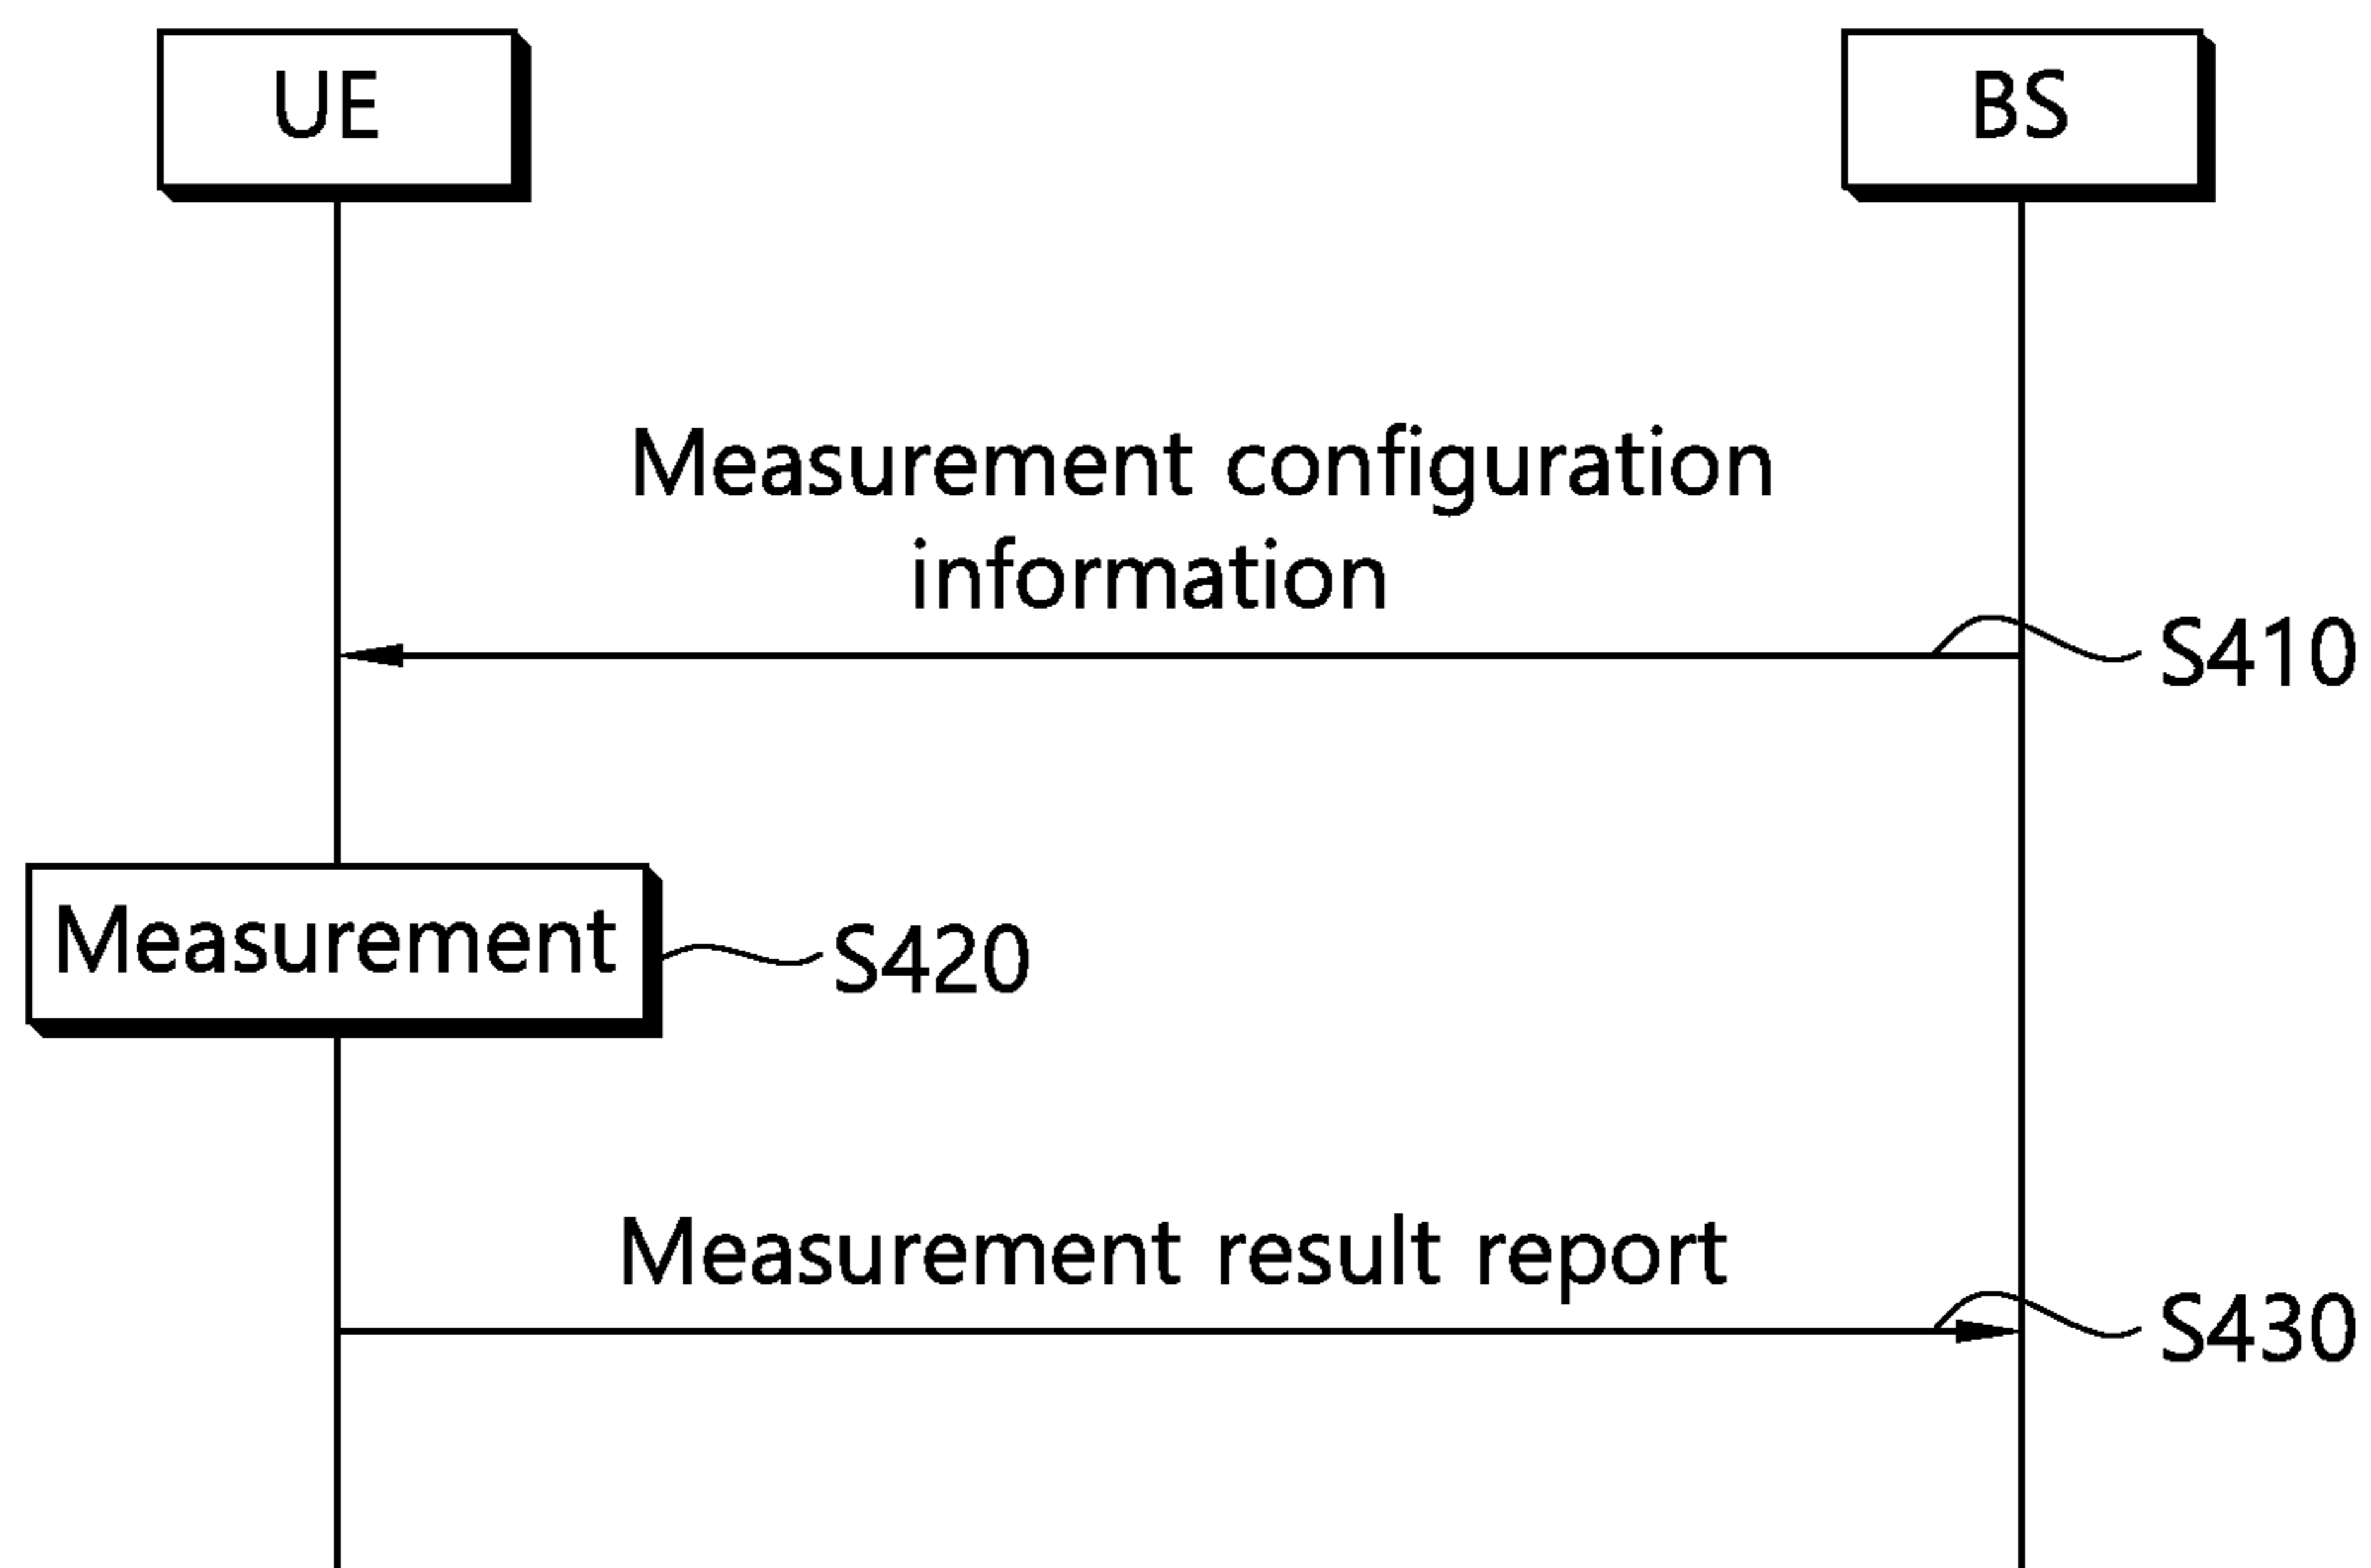 UE
BS
Measurement configuration
information
S410
Measurement
S420
Measurement result report
S430